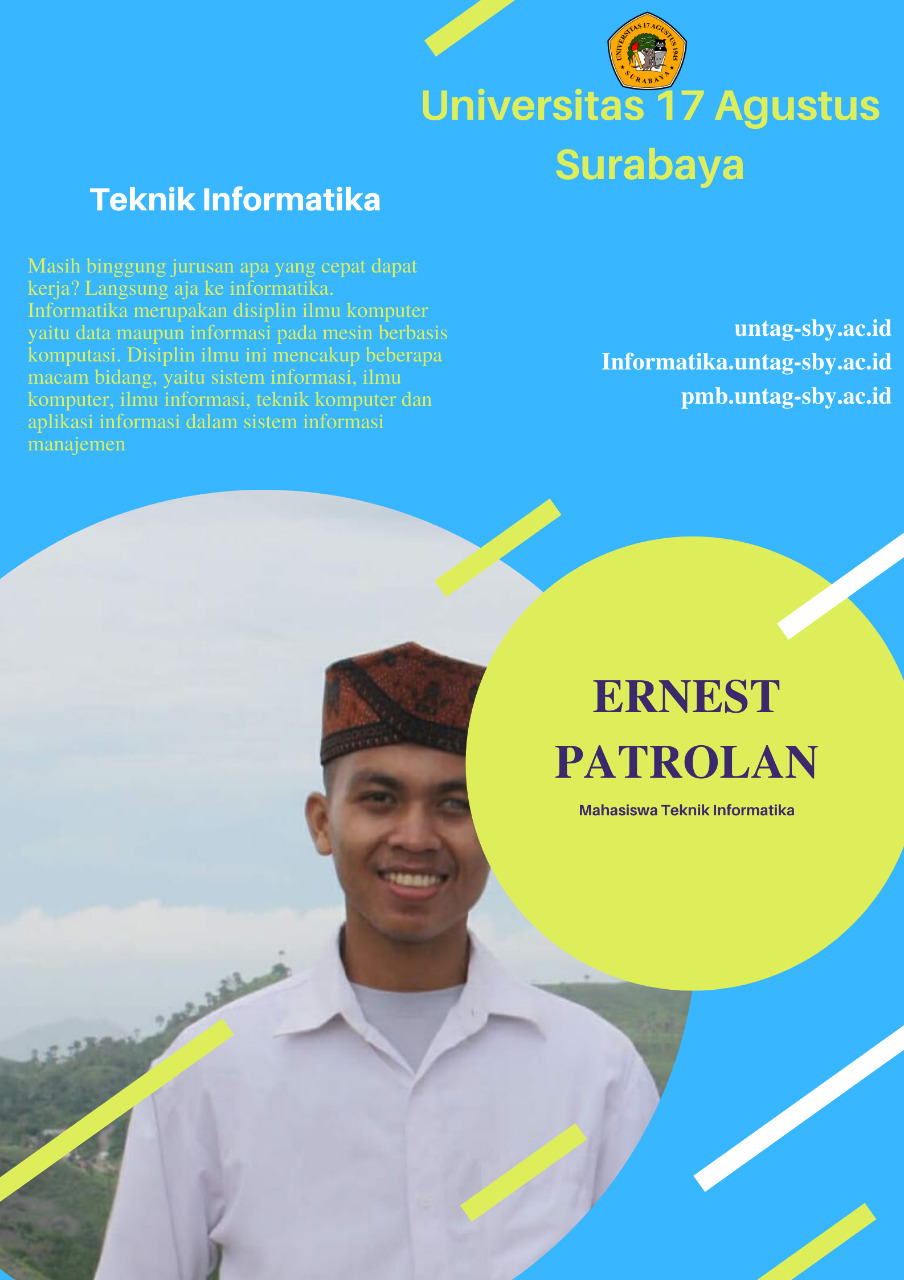 UNIVERSITAS 17 AGUSTUS 1945
SURABAYA
Universitas 17 Agustus
Surabaya
Teknik Informatika
Masih binggung jurusan apa yang cepat dapat
kerja? Langsung aja ke informatika.
Informatika merupakan disiplin ilmu komputer
yaitu data maupun informasi pada mesin berbasis
komputasi. Disiplin ilmu ini mencakup beberapa
macam bidang, yaitu sistem informasi, ilmu
komputer, ilmu informasi, teknik komputer dan
aplikasi informasi dalam sistem informasi
manajemen
untag-sby.ac.id
Informatika.untag-sby.ac.id
pmb.untag-sby.ac.id
ERNEST
PATROLAN
Mahasiswa Teknik Informatika